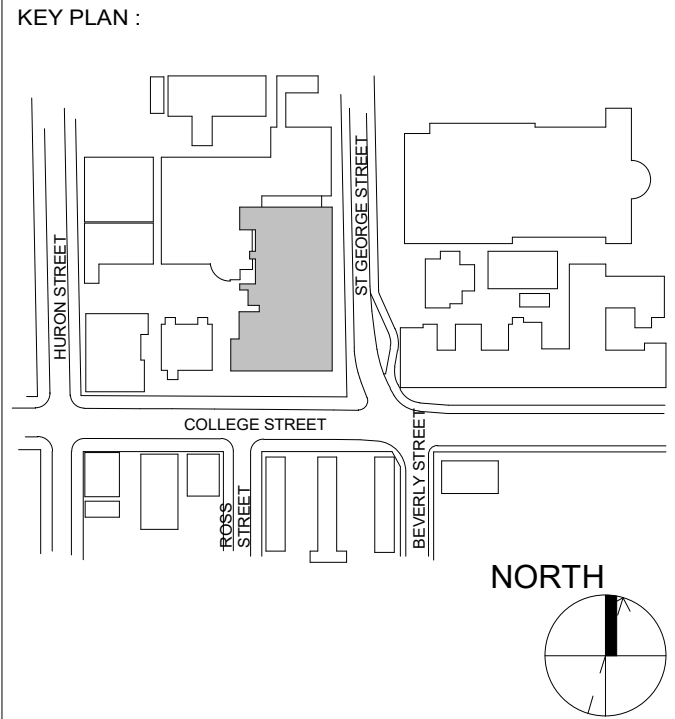 KEY PLAN :
HURON STREET
ST GEORGE STREET
COLLEGE STREET
ROSS
STREET
BEVERLY STREET
NORTH